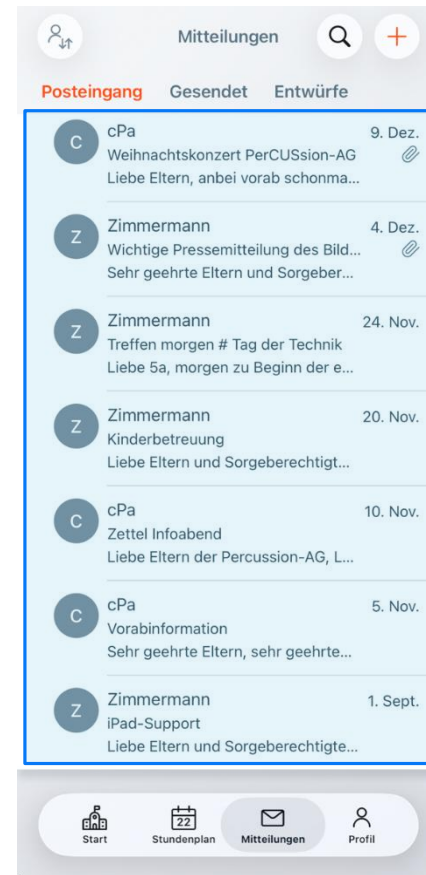 Mitteilungen
Posteingang Gesendet Entwürfe
C cPa 9. Dez.
Weihnachtskonzert PerCUSsion-AG
Liebe Eltern, anbei vorab schonma...
Z Zimmermann 4. Dez.
Wichtige Pressemitteilung des Bild...
Sehr geehrte Eltern und Sorgeber...
Z Zimmermann 24. Nov.
Treffen morgen # Tag der Technik
Liebe 5a, morgen zu Beginn der e...
Z Zimmermann 20. Nov.
Kinderbetreuung
Liebe Eltern und Sorgeberechtigt...
C cPa 10. Nov.
Zettel Infoabend
Liebe Eltern der Percussion-AG, L...
C cPa 5. Nov.
Vorabinformation
Sehr geehrte Eltern, sehr geehrte...
Z Zimmermann 1. Sept.
iPad-Support
Liebe Eltern und Sorgeberechtigte...
22
Start Stundenplan Mitteilungen Profil